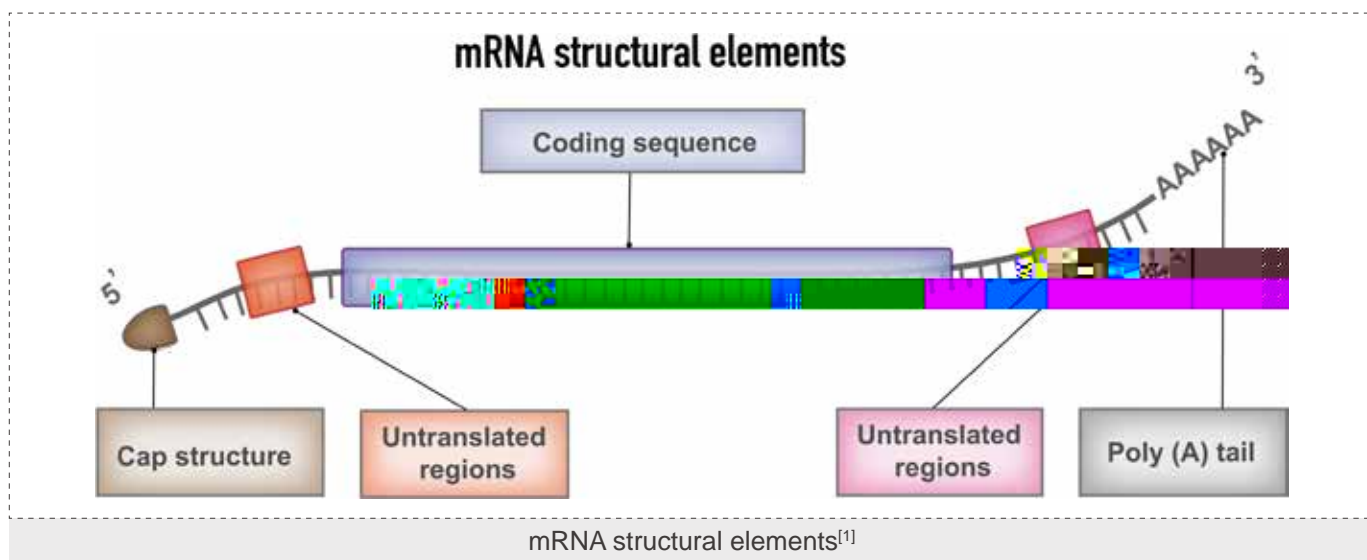 mRNA structural elements
3’
AAAAAA
Coding sequence
5’
Cap structure
Untranslated
regions
Untranslated
regions
Poly (A) tail
mRNA structural elements[1]